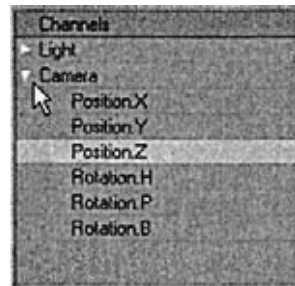 Channels
Light
Camera
Position.X
Position.Y
Position.Z
Rotation.H
Rotation.P
Rotation.B